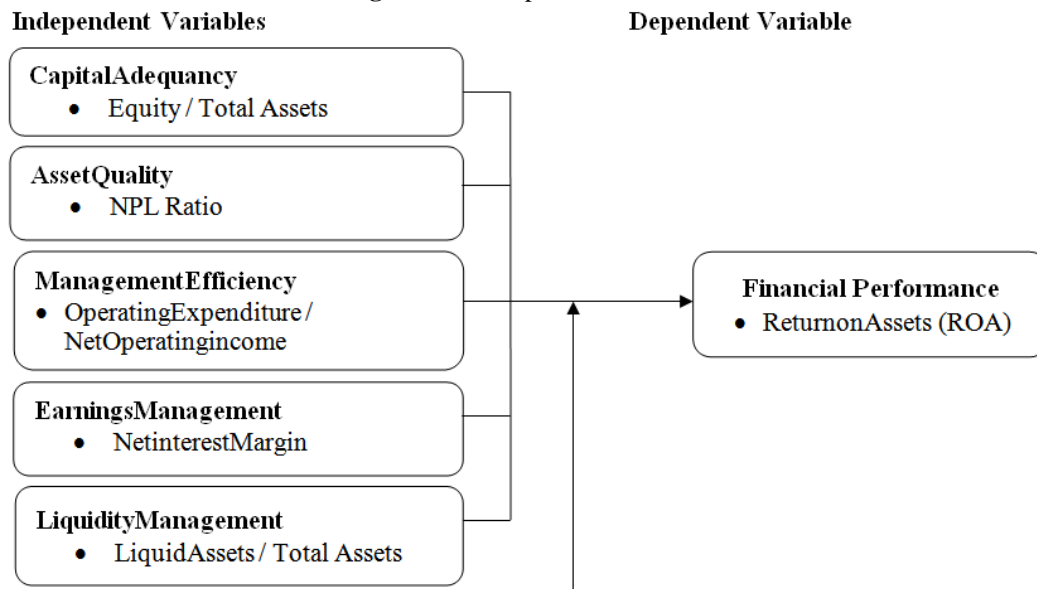 Independent Variables
Dependent Variable
CapitalAdequancy
• Equity / Total Assets
AssetQuality
• NPL Ratio
ManagementEfficiency
• OperatingExpenditure /
NetOperatingincome
EarningsManagement
• NetinterestMargin
LiquidityManagement
• LiquidAssets / Total Assets
Financial Performance
• ReturnonAssets (ROA)